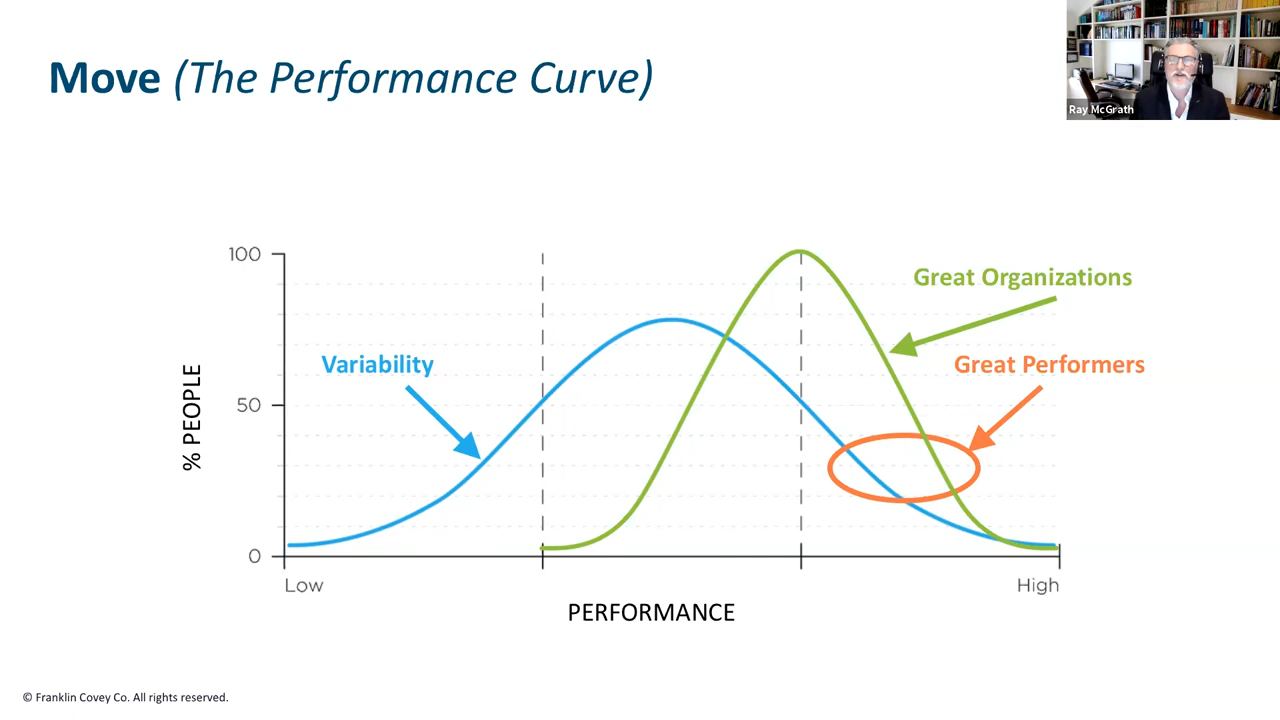 Move (The Performance Curve)
Ray McGrath
100
Great Organizations
Variability
Great Performers
% PEOPLE
50
0
Low
High
PERFORMANCE
© Franklin Covey Co. All rights reserved.